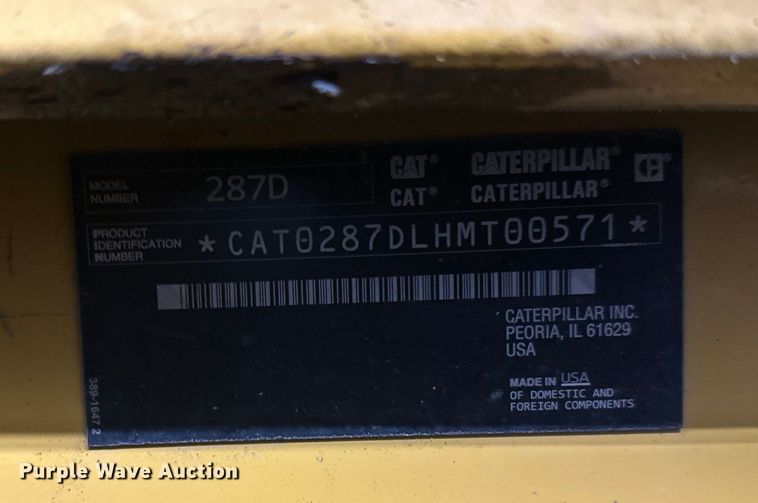 MODEL NUMBER 287D
CAT® CATERPILLAR®
CAT® CATERPILLAR®
PRODUCT IDENTIFICATION NUMBER *CAT0287DLHMT00571*
CATERPILLAR INC.
PEORIA, IL 61629
USA
MADE IN USA
OF DOMESTIC AND
FOREIGN COMPONENTS
389-1647 2
Purple Wave Auction